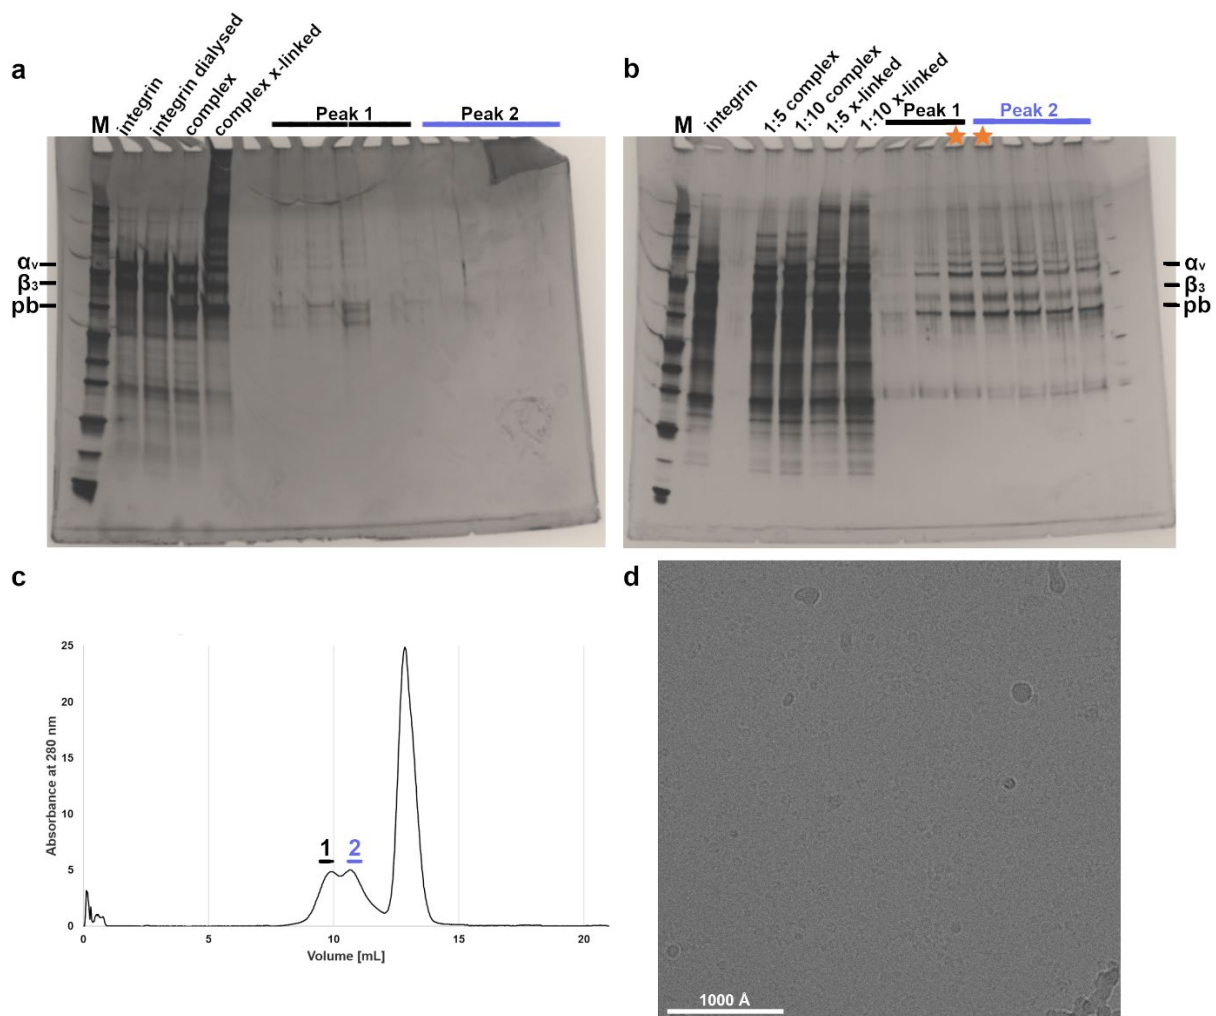 a
M
integrin
integrin dialysed
complex
complex x-linked
Peak 1
Peak 2
αv
β3
pb
b
M
integrin
1:5 complex
1:10 complex
1:5 x-linked
1:10 x-linked
Peak 1
Peak 2
αv
β3
pb
c
Absorbance at 280 nm
25
20
15
10
5
0
1
2
0
5
10
15
20
Volume [mL]
d
1000 Å